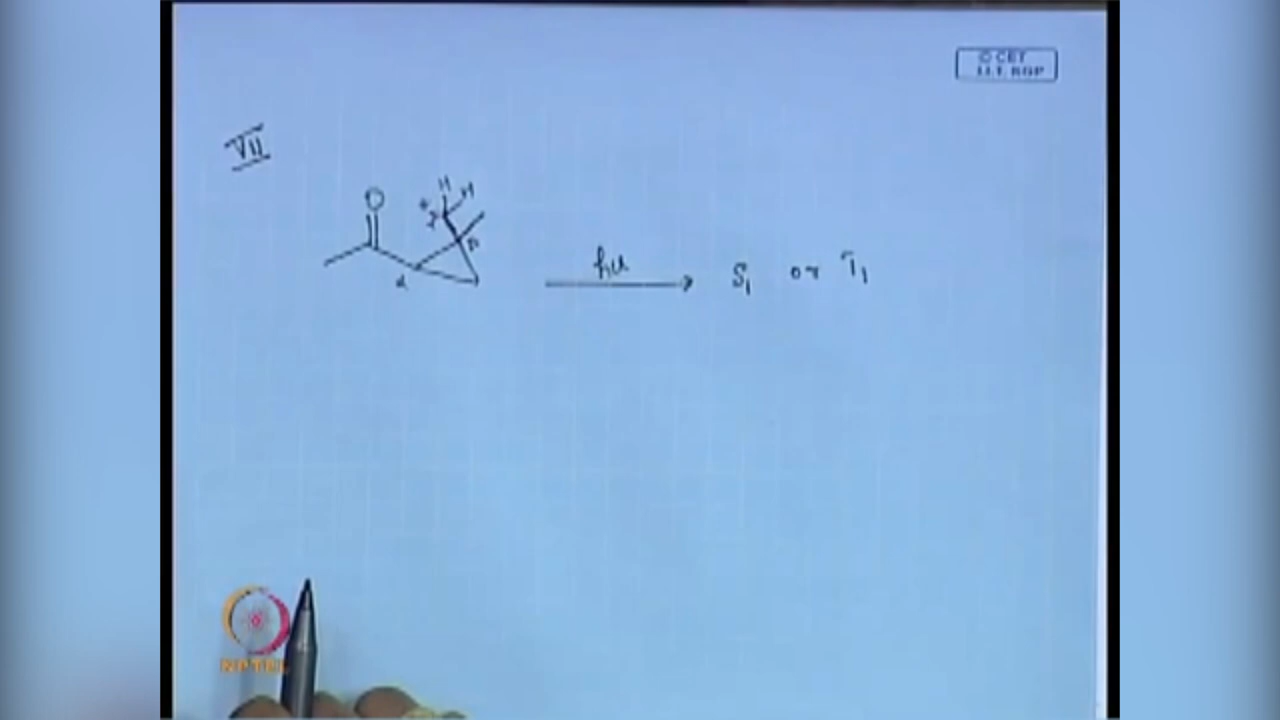 © CET
I.I.T. KGP
VII
O
H H
γ
β
α
hν
S₁ or T₁
NPTEL